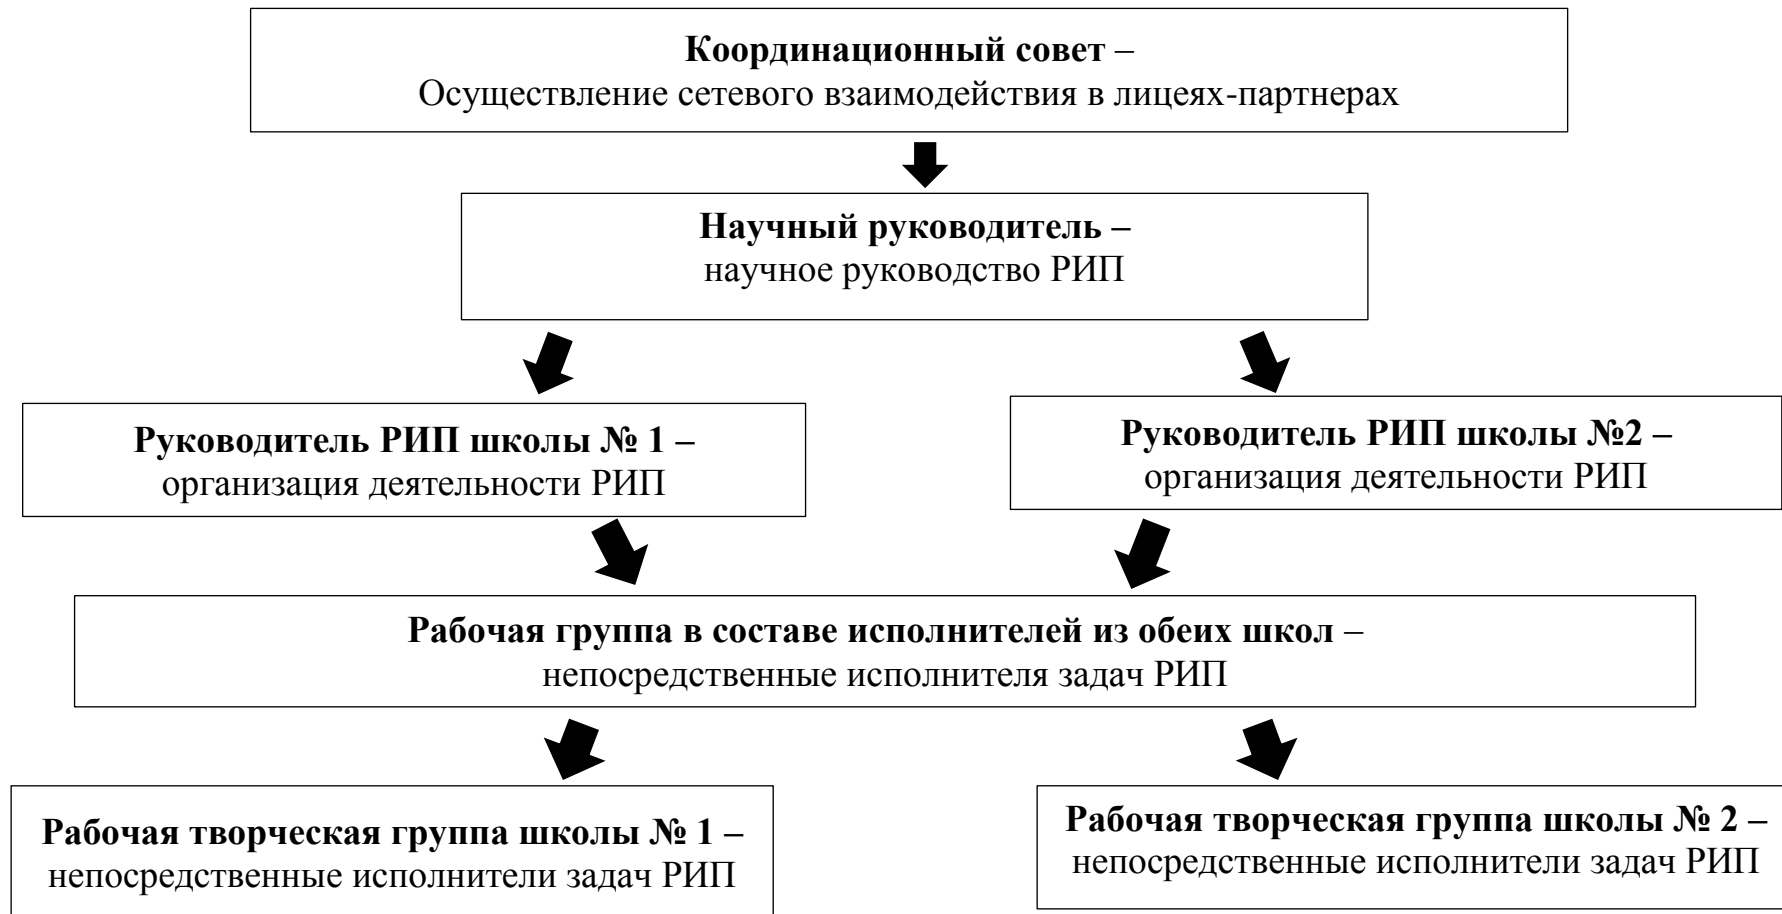 Координационный совет –
Осуществление сетевого взаимодействия в лицеях-партнерах
Научный руководитель –
научное руководство РИП
Руководитель РИП школы № 1 –
организация деятельности РИП
Руководитель РИП школы №2 –
организация деятельности РИП
Рабочая группа в составе исполнителей из обеих школ –
непосредственные исполнителя задач РИП
Рабочая творческая группа школы № 1 –
непосредственные исполнители задач РИП
Рабочая творческая группа школы № 2 –
непосредственные исполнители задач РИП